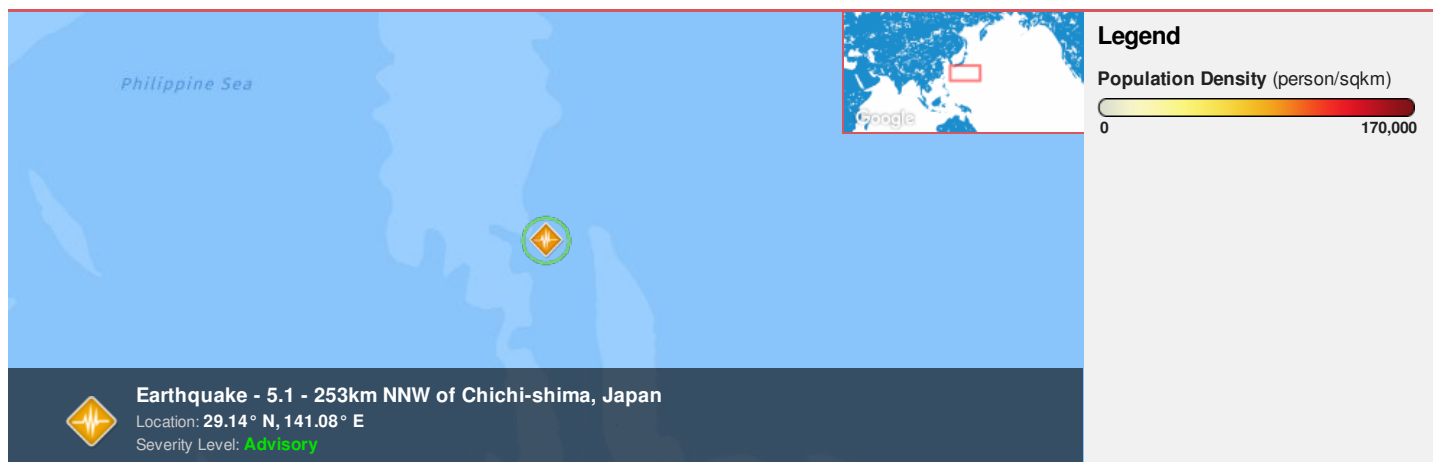 Philippine Sea
Google
Legend
Population Density (person/sqkm)
0 170,000
Earthquake - 5.1 - 253km NNW of Chichi-shima, Japan
Location: 29.14° N, 141.08° E
Severity Level: Advisory